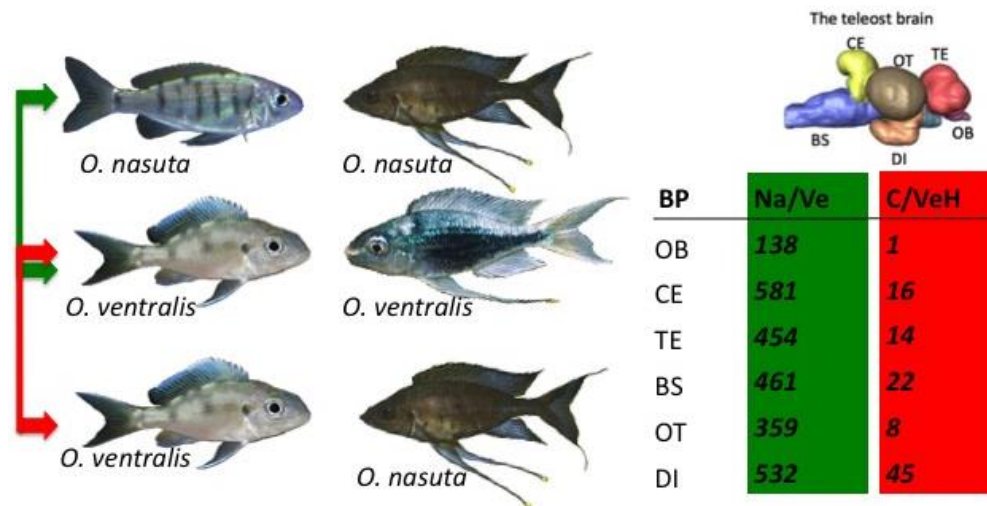 The teleost brain
CE
OT
TE
BS
OB
DI
O. nasuta
O. nasuta
O. ventralis
O. ventralis
O. ventralis
O. nasuta
BP Na/Ve C/VeH
OB 138 1
CE 581 16
TE 454 14
BS 461 22
OT 359 8
DI 532 45